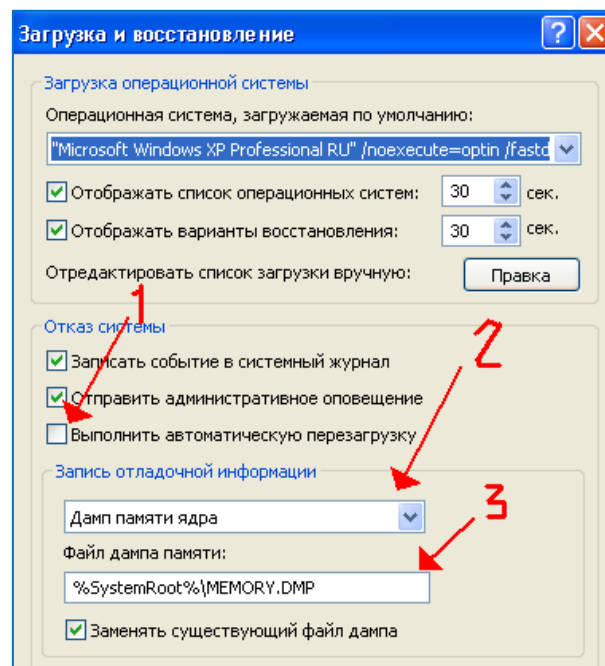 Загрузка и восстановление
Загрузка операционной системы
Операционная система, загружаемая по умолчанию:
"Microsoft Windows XP Professional RU" /noexecute=optin /fastd
Отображать список операционных систем: 30 сек.
Отображать варианты восстановления: 30 сек.
Отредактировать список загрузки вручную: Правка
1
Отказ системы
2
Записать событие в системный журнал
Отправить административное оповещение
Выполнить автоматическую перезагрузку
Запись отладочной информации
3
Дамп памяти ядра
Файл дампа памяти:
%SystemRoot%\MEMORY.DMP
Заменять существующий файл дампа